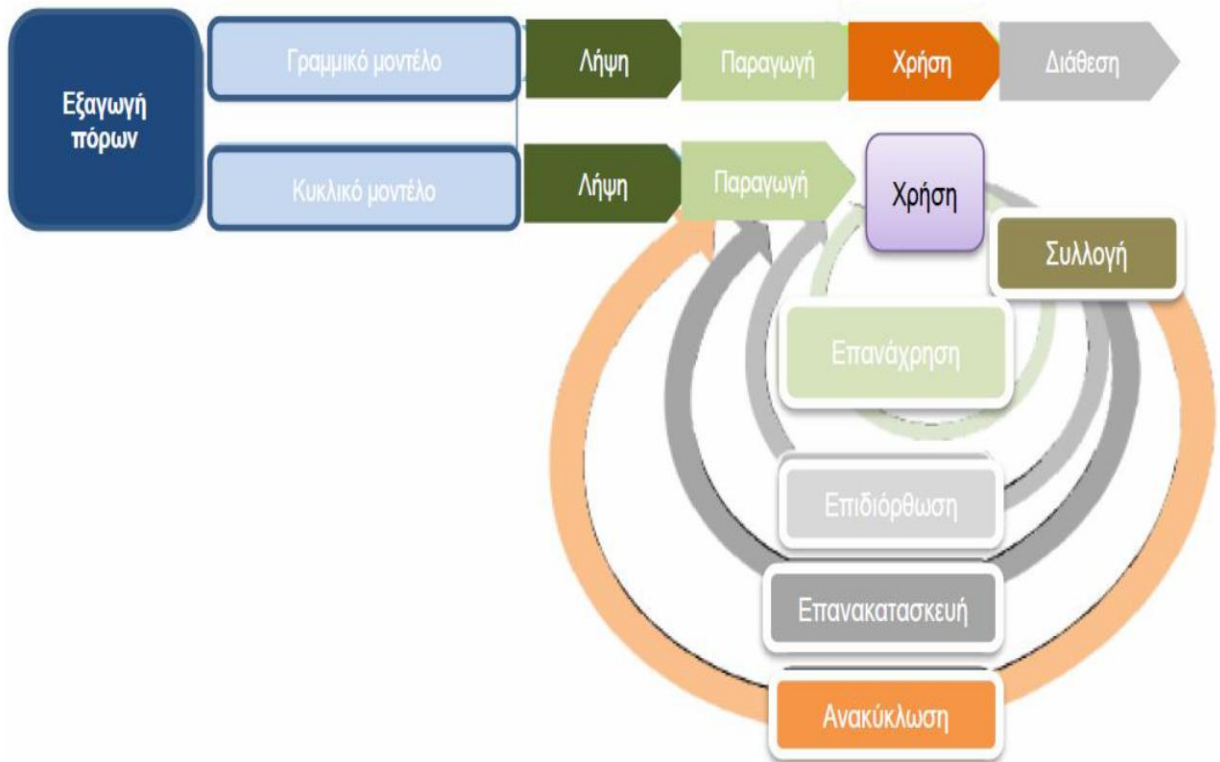 Εξαγωγή
πόρων
Γραμμικό μοντέλο
Λήψη
Παραγωγή
Χρήση
Διάθεση
Κυκλικό μοντέλο
Λήψη
Παραγωγή
Χρήση
Συλλογή
Επανάχρηση
Επιδιόρθωση
Επανακατασκευή
Ανακύκλωση